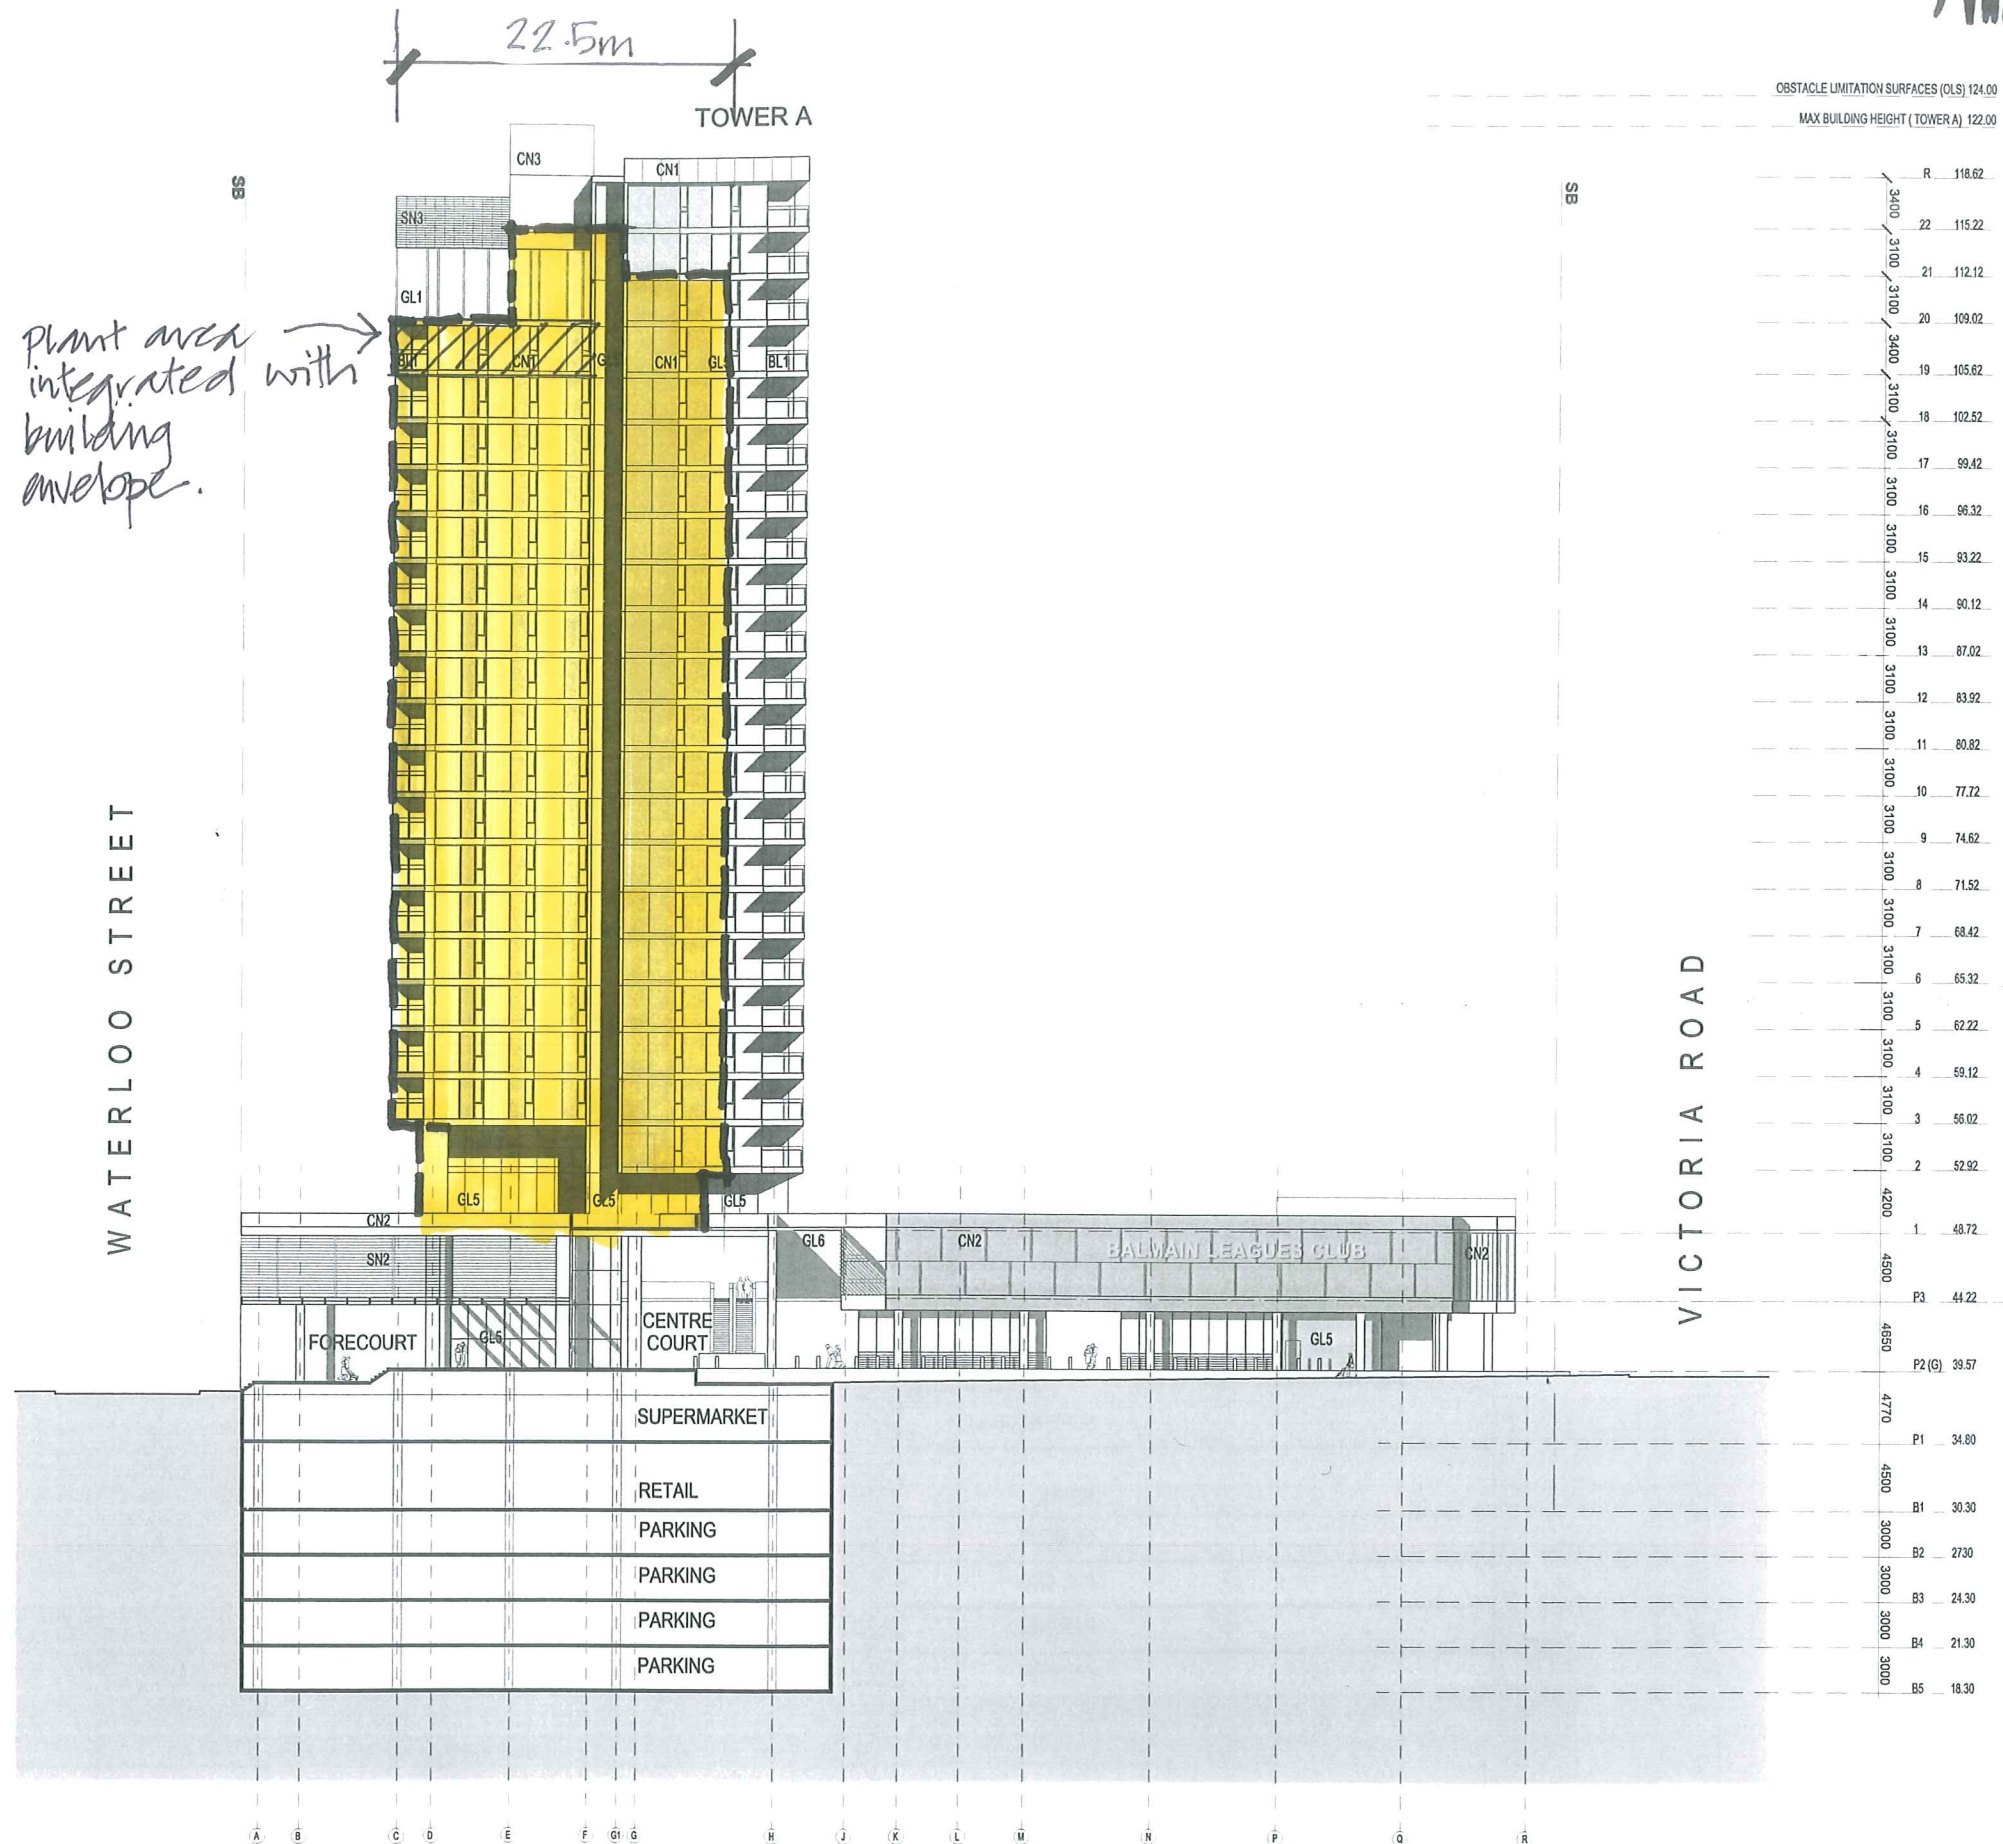 22.5m
TOWER A
OBSTACLE LIMITATION SURFACES (OLS) 124.00
MAX BUILDING HEIGHT ( TOWER A) 122.00
SB
SB
CN3
CN1
SN3
GL1
plant area
integrated with
building
envelope.
BL1
CN1
CN1
BL1
R 118.62
3400
22 115.22
3100
21 112.12
3100
20 109.02
3400
19 105.62
3100
18 102.52
3100
17 99.42
3100
16 96.32
3100
15 93.22
3100
14 90.12
3100
13 87.02
3100
12 83.92
3100
11 80.82
3100
10 77.72
3100
9 74.62
3100
8 71.52
3100
7 68.42
3100
6 65.32
3100
5 62.22
3100
4 59.12
3100
3 56.02
3100
2 52.92
4200
1 48.72
4500
P3 44.22
4650
P2 (G) 39.57
4770
P1 34.80
4500
B1 30.30
3000
B2 2730
3000
B3 24.30
3000
B4 21.30
3000
B5 18.30
WATERLOO STREET
VICTORIA ROAD
GL5
GL5
GL5
CN2
SN2
GL6
CN2
BALMAIN LEAGUES CLUB
CN2
FORECOURT
GL5
CENTRE
COURT
GL5
SUPERMARKET
RETAIL
PARKING
PARKING
PARKING
PARKING
A B C D E F G1 G H J K L M N P Q R